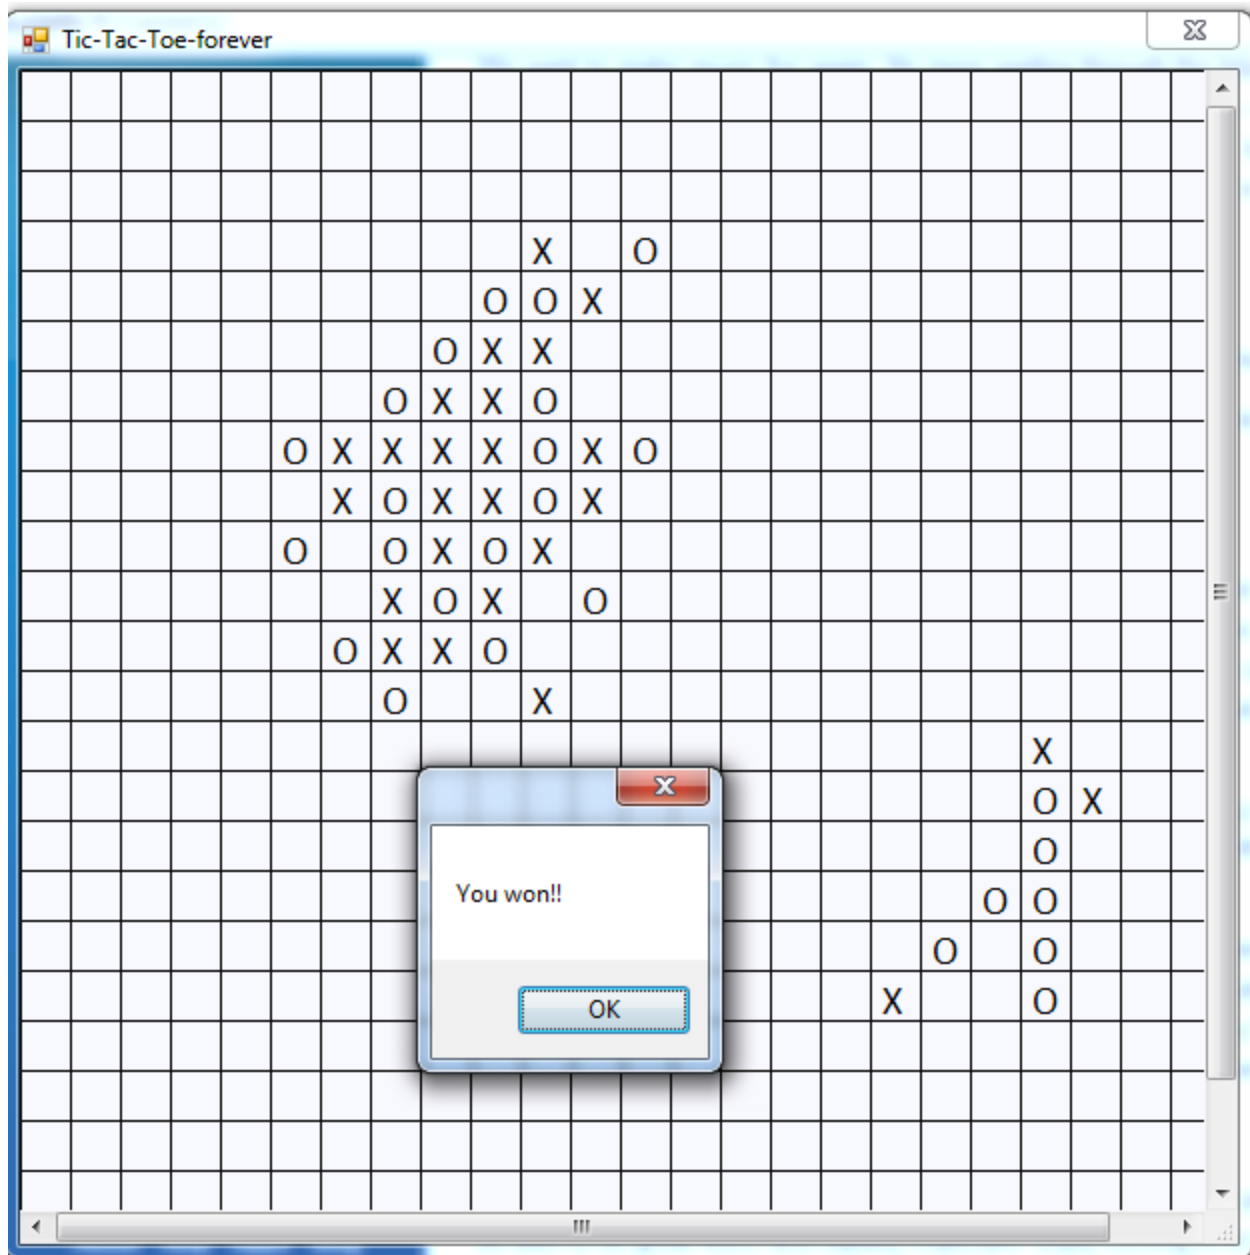 Tic-Tac-Toe-forever
X O
O O X
O X X
O X X O
O X X X X O X O
X O X X O X
O O X O X
X O X O
O X X O
O X
X
O X
O
O O
O O
X O
You won!!
OK